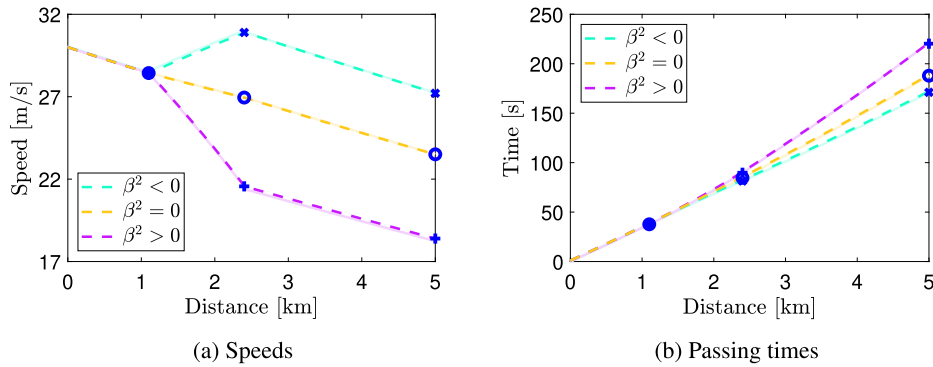 32
27
22
17
Speed [m/s]
β² < 0
β² = 0
β² > 0
0 1 2 3 4 5
Distance [km]
(a) Speeds
250
200
150
100
50
0
Time [s]
β² < 0
β² = 0
β² > 0
0 1 2 3 4 5
Distance [km]
(b) Passing times